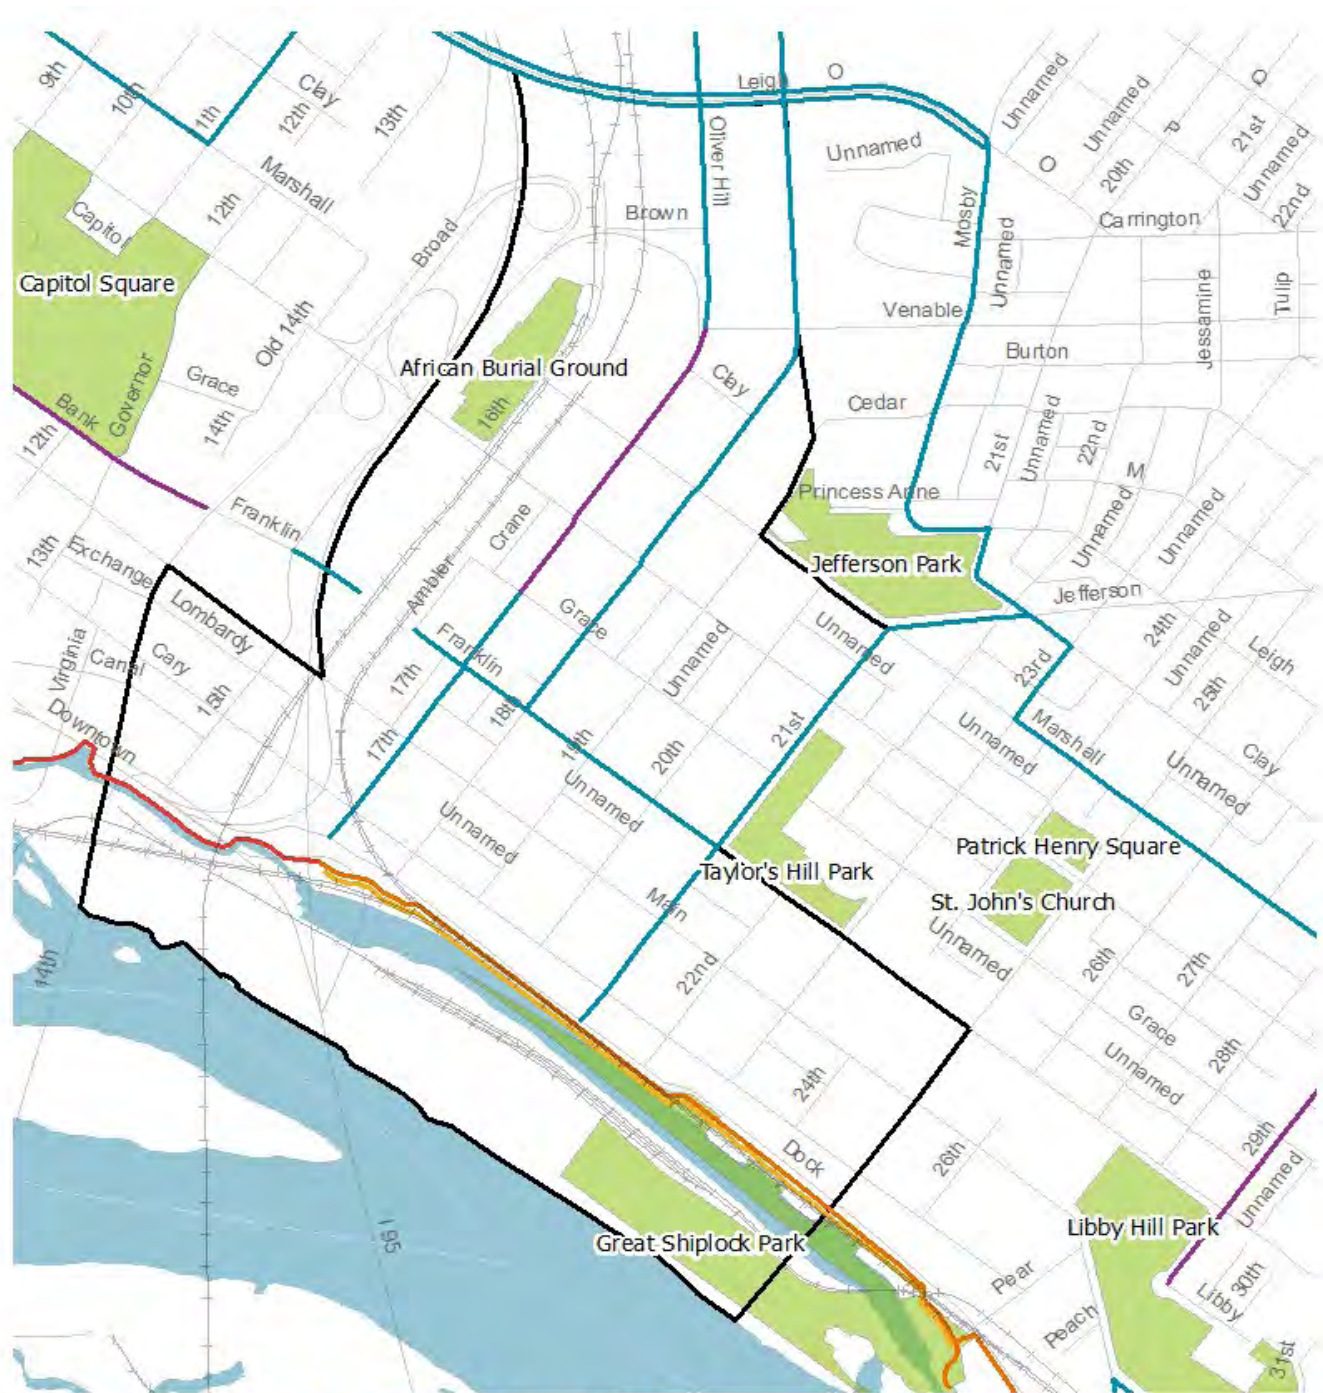 9th
10th
11th
12th
Clay
13th
Leigh
O
Unnamed
Unnamed
O
P
21st
Unnamed
22nd
20th
O
Oliver Hill
Unnamed
Marshall
12th
Capitol
Broad
Brown
Mosby
Unnamed
Carrington
Capitol Square
Old 14th
Venable
Jessamine
Tulip
Burton
Governor
Grace
African Burial Ground
Clay
Cedar
Bank
12th
14th
16th
21st
Unnamed
22nd
M
Princess Anne
Unnamed
Unnamed
Franklin
Crane
13th
Exchange
Ambler
Jefferson Park
Jefferson
Lombardy
Grace
Franklin
Unnamed
Unnamed
24th
Unnamed
Leigh
Virginia
Canal
Cary
15th
17th
23rd
25th
Downtown
17th
18th
19th
20th
21st
Unnamed
Marshall
Unnamed
Clay
Unnamed
Unnamed
Patrick Henry Square
Taylor's Hill Park
St. John's Church
Main
Unnamed
14th
22nd
26th
27th
Grace
Unnamed
28th
24th
Dock
26th
29th
Unnamed
I 95
Great Shiplock Park
Libby Hill Park
Pear
Peach
30th
Libby
31st